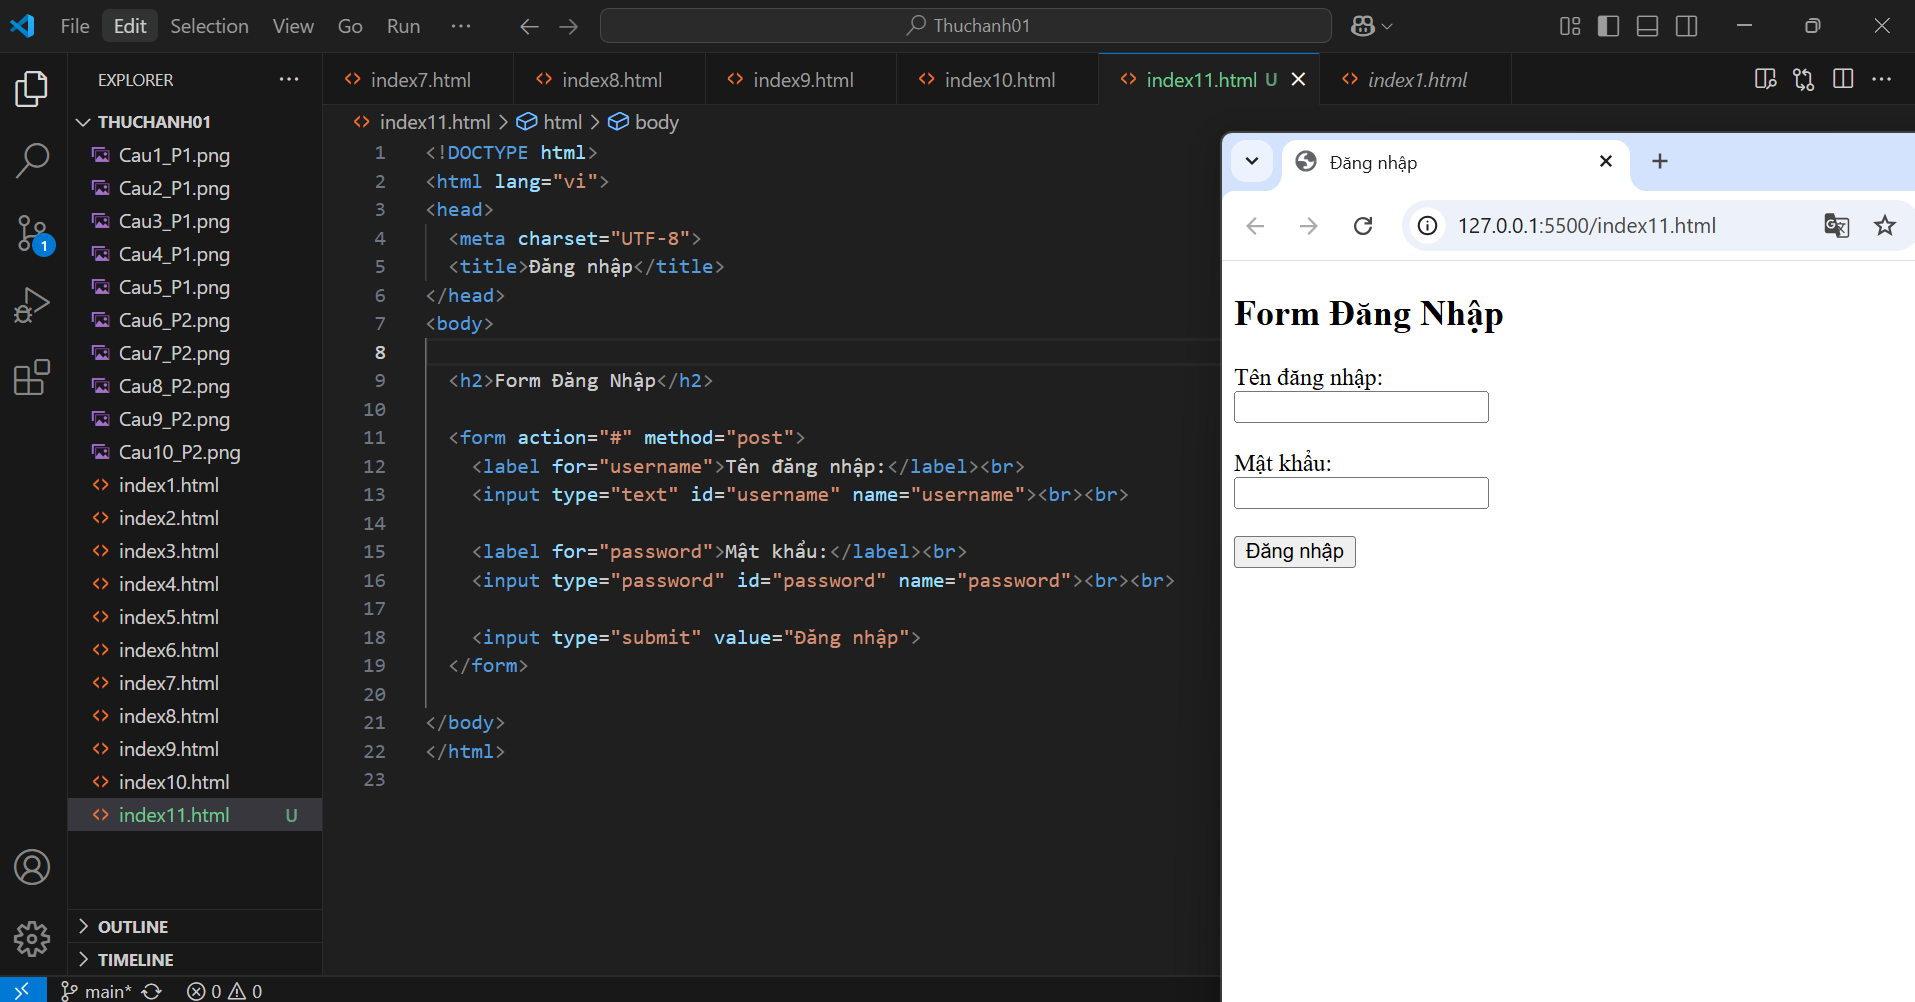 File Edit Selection View Go Run ··· Thuchanh01
EXPLORER ···
THUCHANH01
Cau1_P1.png
Cau2_P1.png
Cau3_P1.png
Cau4_P1.png
Cau5_P1.png
Cau6_P2.png
Cau7_P2.png
Cau8_P2.png
Cau9_P2.png
Cau10_P2.png
index1.html
index2.html
index3.html
index4.html
index5.html
index6.html
index7.html
index8.html
index9.html
index10.html
index11.html U
OUTLINE
TIMELINE
1
index7.html index8.html index9.html index10.html index11.html U index1.html
index11.html > html > body
1 <!DOCTYPE html>
2 <html lang="vi">
3 <head>
4 <meta charset="UTF-8">
5 <title>Đăng nhập</title>
6 </head>
7 <body>
8
9 <h2>Form Đăng Nhập</h2>
10
11 <form action="#" method="post">
12 <label for="username">Tên đăng nhập:</label><br>
13 <input type="text" id="username" name="username"><br><br>
14
15 <label for="password">Mật khẩu:</label><br>
16 <input type="password" id="password" name="password"><br><br>
17
18 <input type="submit" value="Đăng nhập">
19 </form>
20
21 </body>
22 </html>
23
Đăng nhập
127.0.0.1:5500/index11.html
Form Đăng Nhập
Tên đăng nhập:
Mật khẩu:
Đăng nhập
main* 0 0